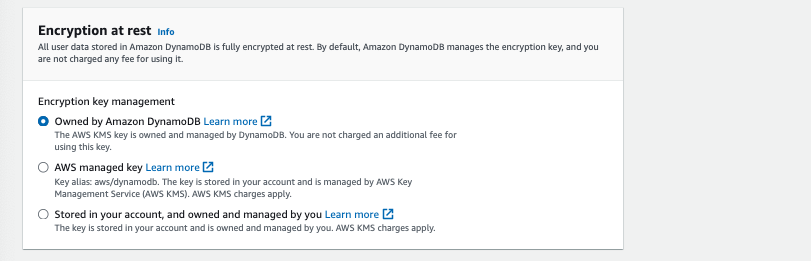 Encryption at rest Info
All user data stored in Amazon DynamoDB is fully encrypted at rest. By default, Amazon DynamoDB manages the encryption key, and you
are not charged any fee for using it.
Encryption key management
Owned by Amazon DynamoDB Learn more
The AWS KMS key is owned and managed by DynamoDB. You are not charged an additional fee for
using this key.
AWS managed key Learn more
Key alias: aws/dynamodb. The key is stored in your account and is managed by AWS Key
Management Service (AWS KMS). AWS KMS charges apply.
Stored in your account, and owned and managed by you Learn more
The key is stored in your account and is owned and managed by you. AWS KMS charges apply.